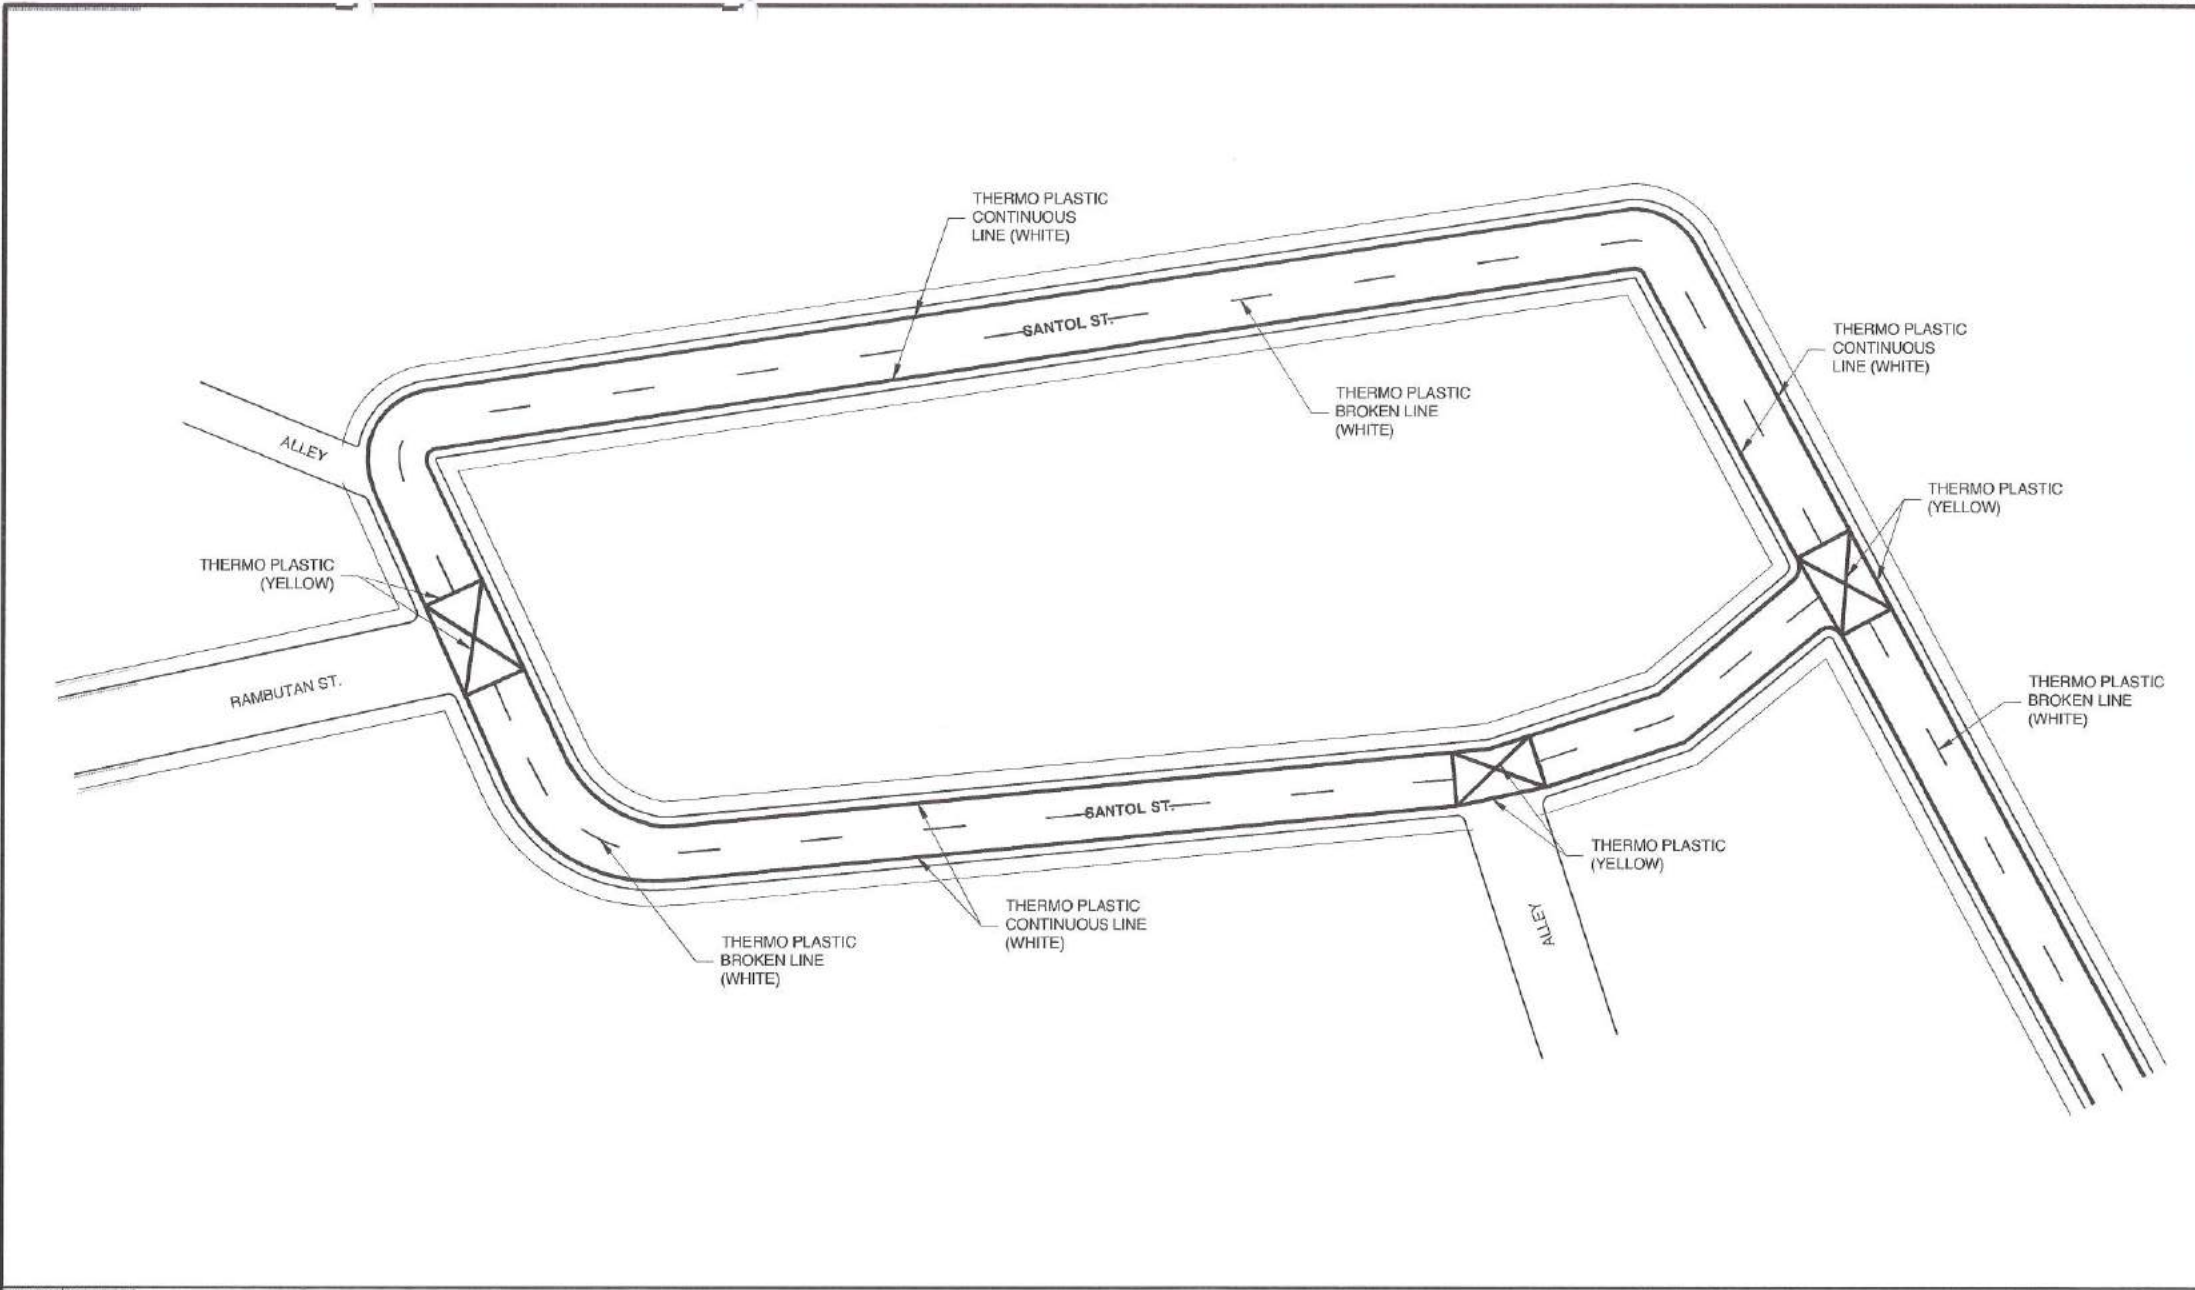 THERMO PLASTIC
CONTINUOUS
LINE (WHITE)
SANTOL ST.
THERMO PLASTIC
CONTINUOUS
LINE (WHITE)
THERMO PLASTIC
BROKEN LINE
(WHITE)
ALLEY
THERMO PLASTIC
(YELLOW)
THERMO PLASTIC
(YELLOW)
RAMBUTAN ST.
THERMO PLASTIC
BROKEN LINE
(WHITE)
SANTOL ST.
THERMO PLASTIC
(YELLOW)
THERMO PLASTIC
CONTINUOUS LINE
(WHITE)
ALLEY
THERMO PLASTIC
BROKEN LINE
(WHITE)